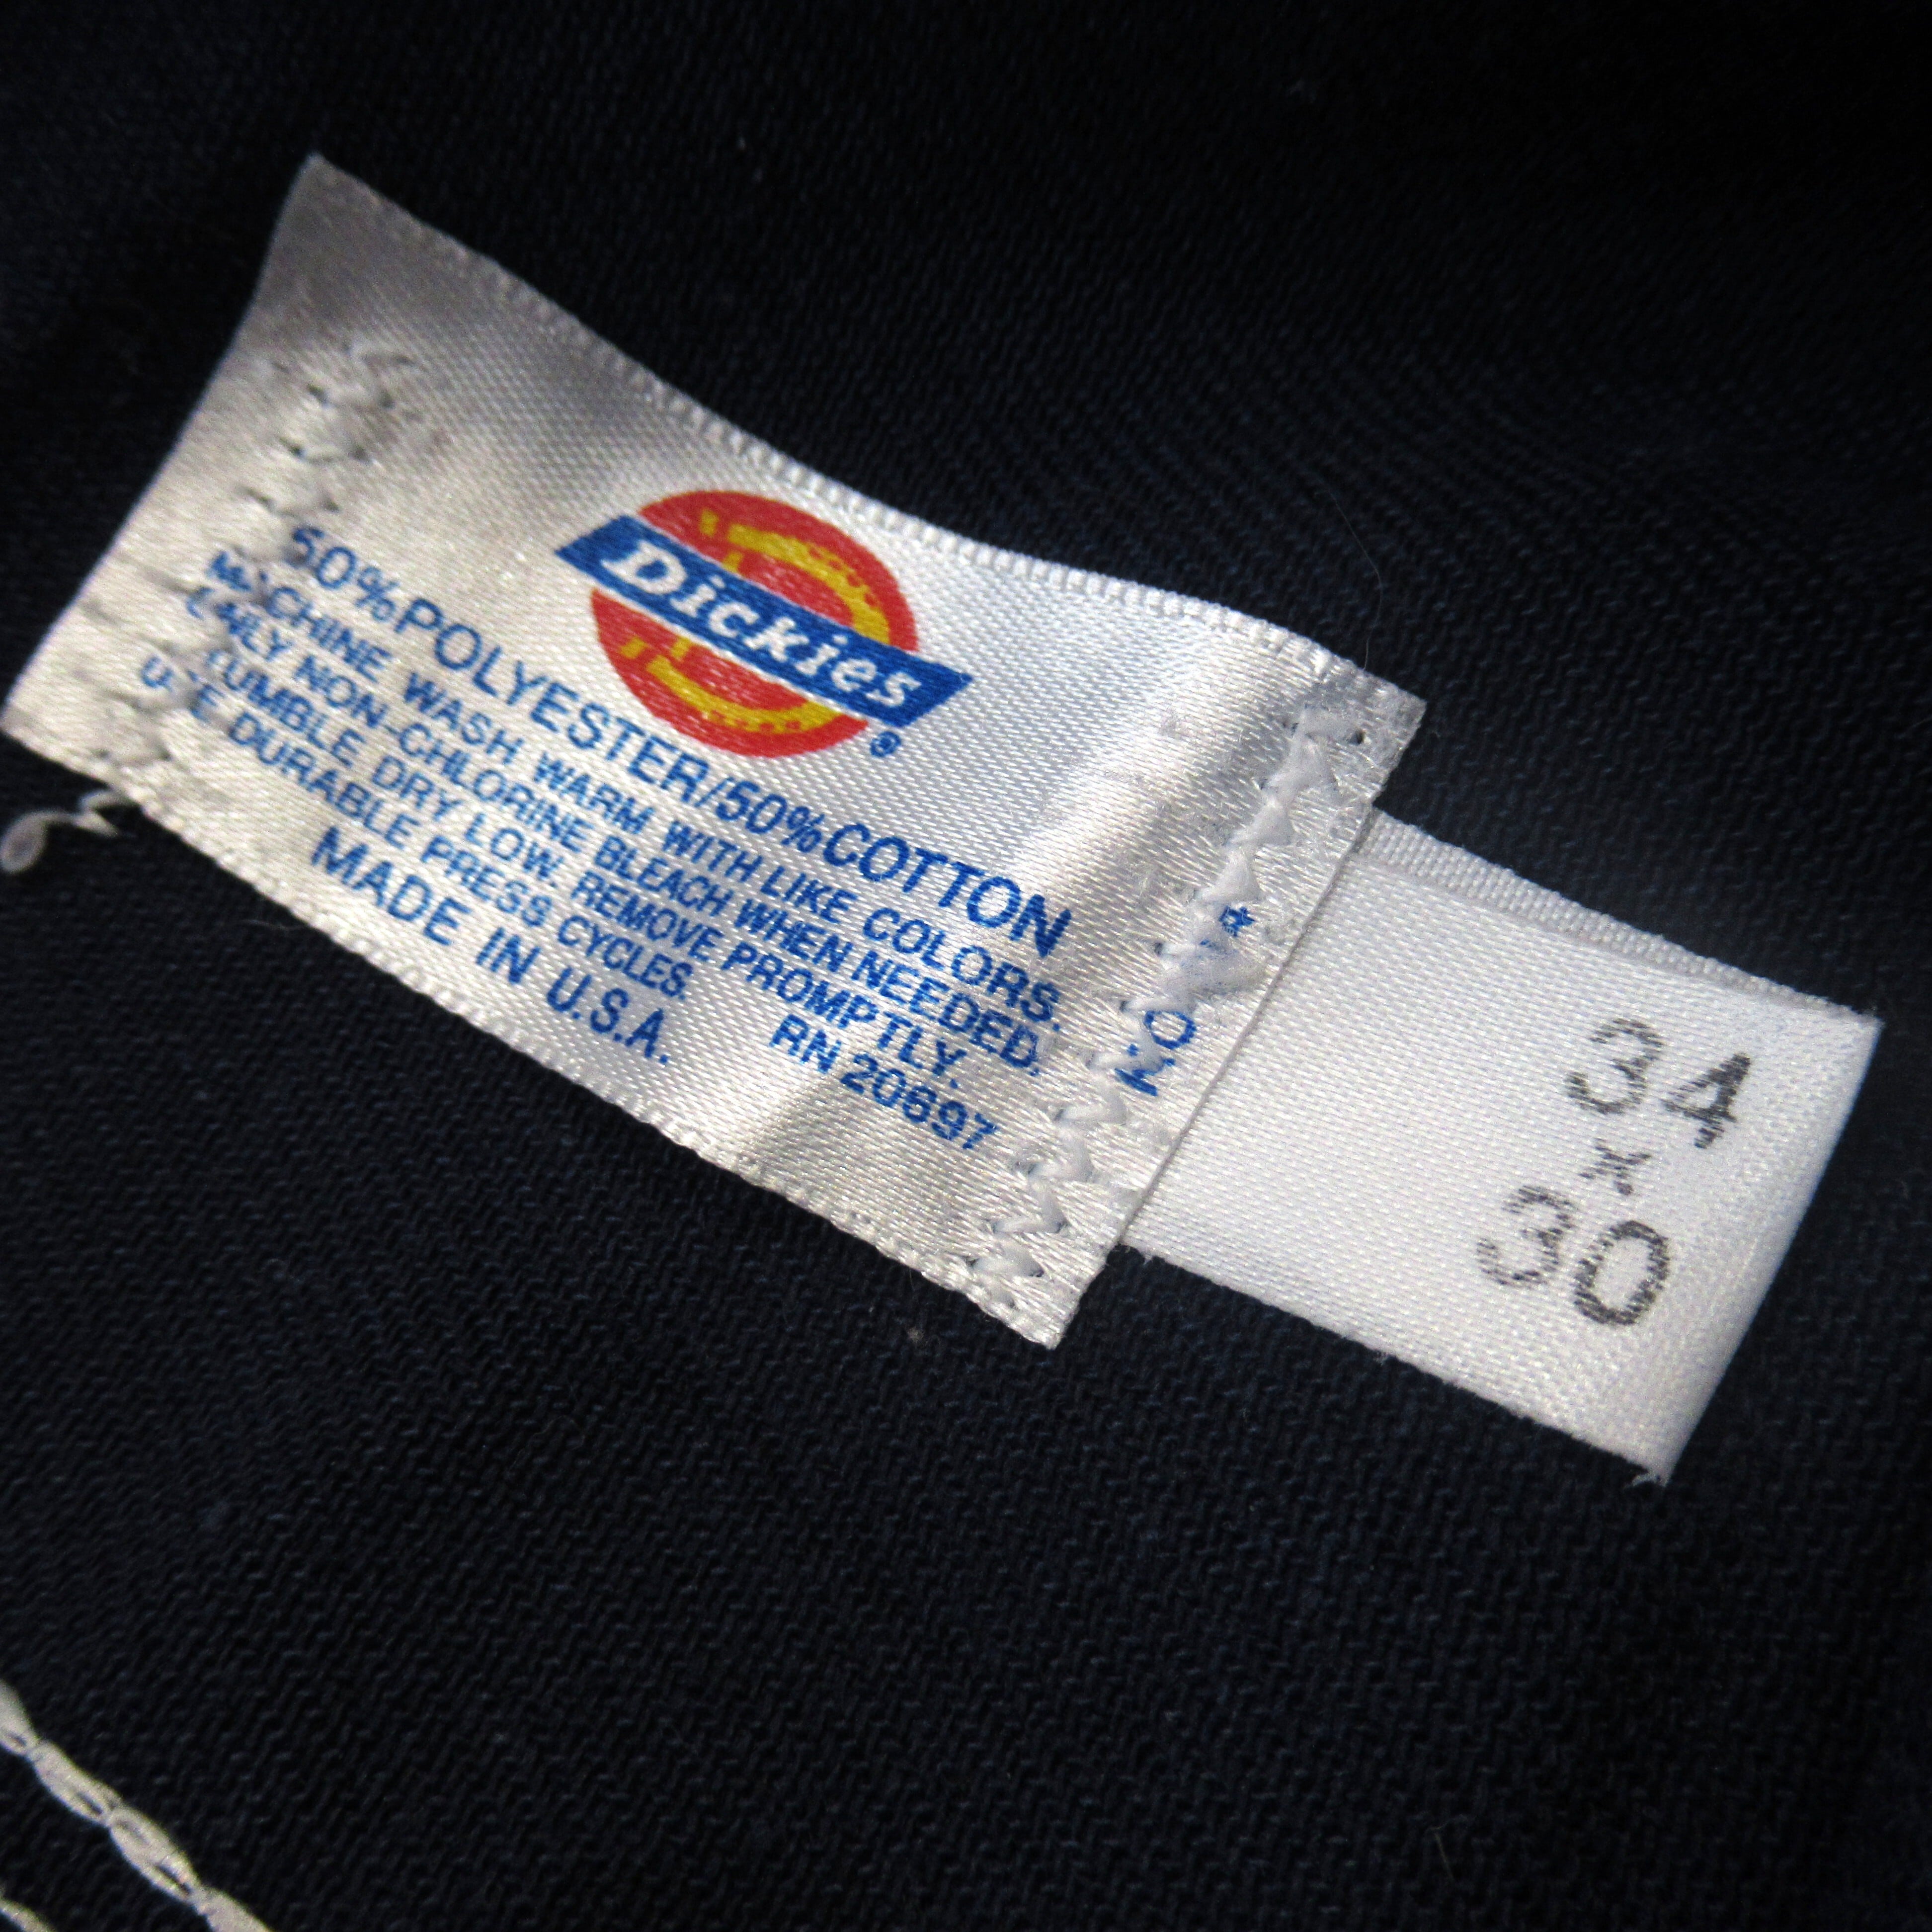 Dickies®
50% POLYESTER/50% COTTON
MACHINE WASH WARM WITH LIKE COLORS.
ONLY NON-CHLORINE BLEACH WHEN NEEDED.
TUMBLE DRY LOW. REMOVE PROMPTLY.
USE DURABLE PRESS CYCLES.
MADE IN U.S.A. RN 20697
34
x
30